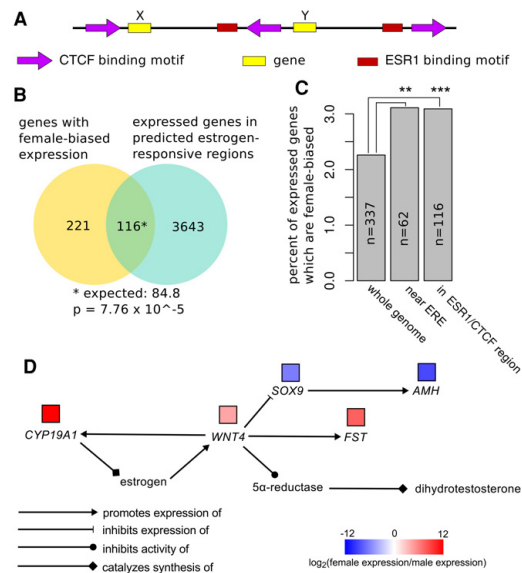 A
X
Y
CTCF binding motif
gene
ESR1 binding motif
B
genes with
female-biased
expression
expressed genes in
predicted estrogen-
responsive regions
221
116*
3643
* expected: 84.8
p = 7.76 x 10^-5
C
percent of expressed genes
which are female-biased
3.0
2.0
1.0
0.0
**
***
n=337
n=62
n=116
whole genome
near ERE
in ESR1/CTCF region
D
SOX9
AMH
CYP19A1
WNT4
FST
estrogen
5α-reductase
dihydrotestosterone
promotes expression of
inhibits expression of
inhibits activity of
catalyzes synthesis of
-12
0
12
log2(female expression/male expression)